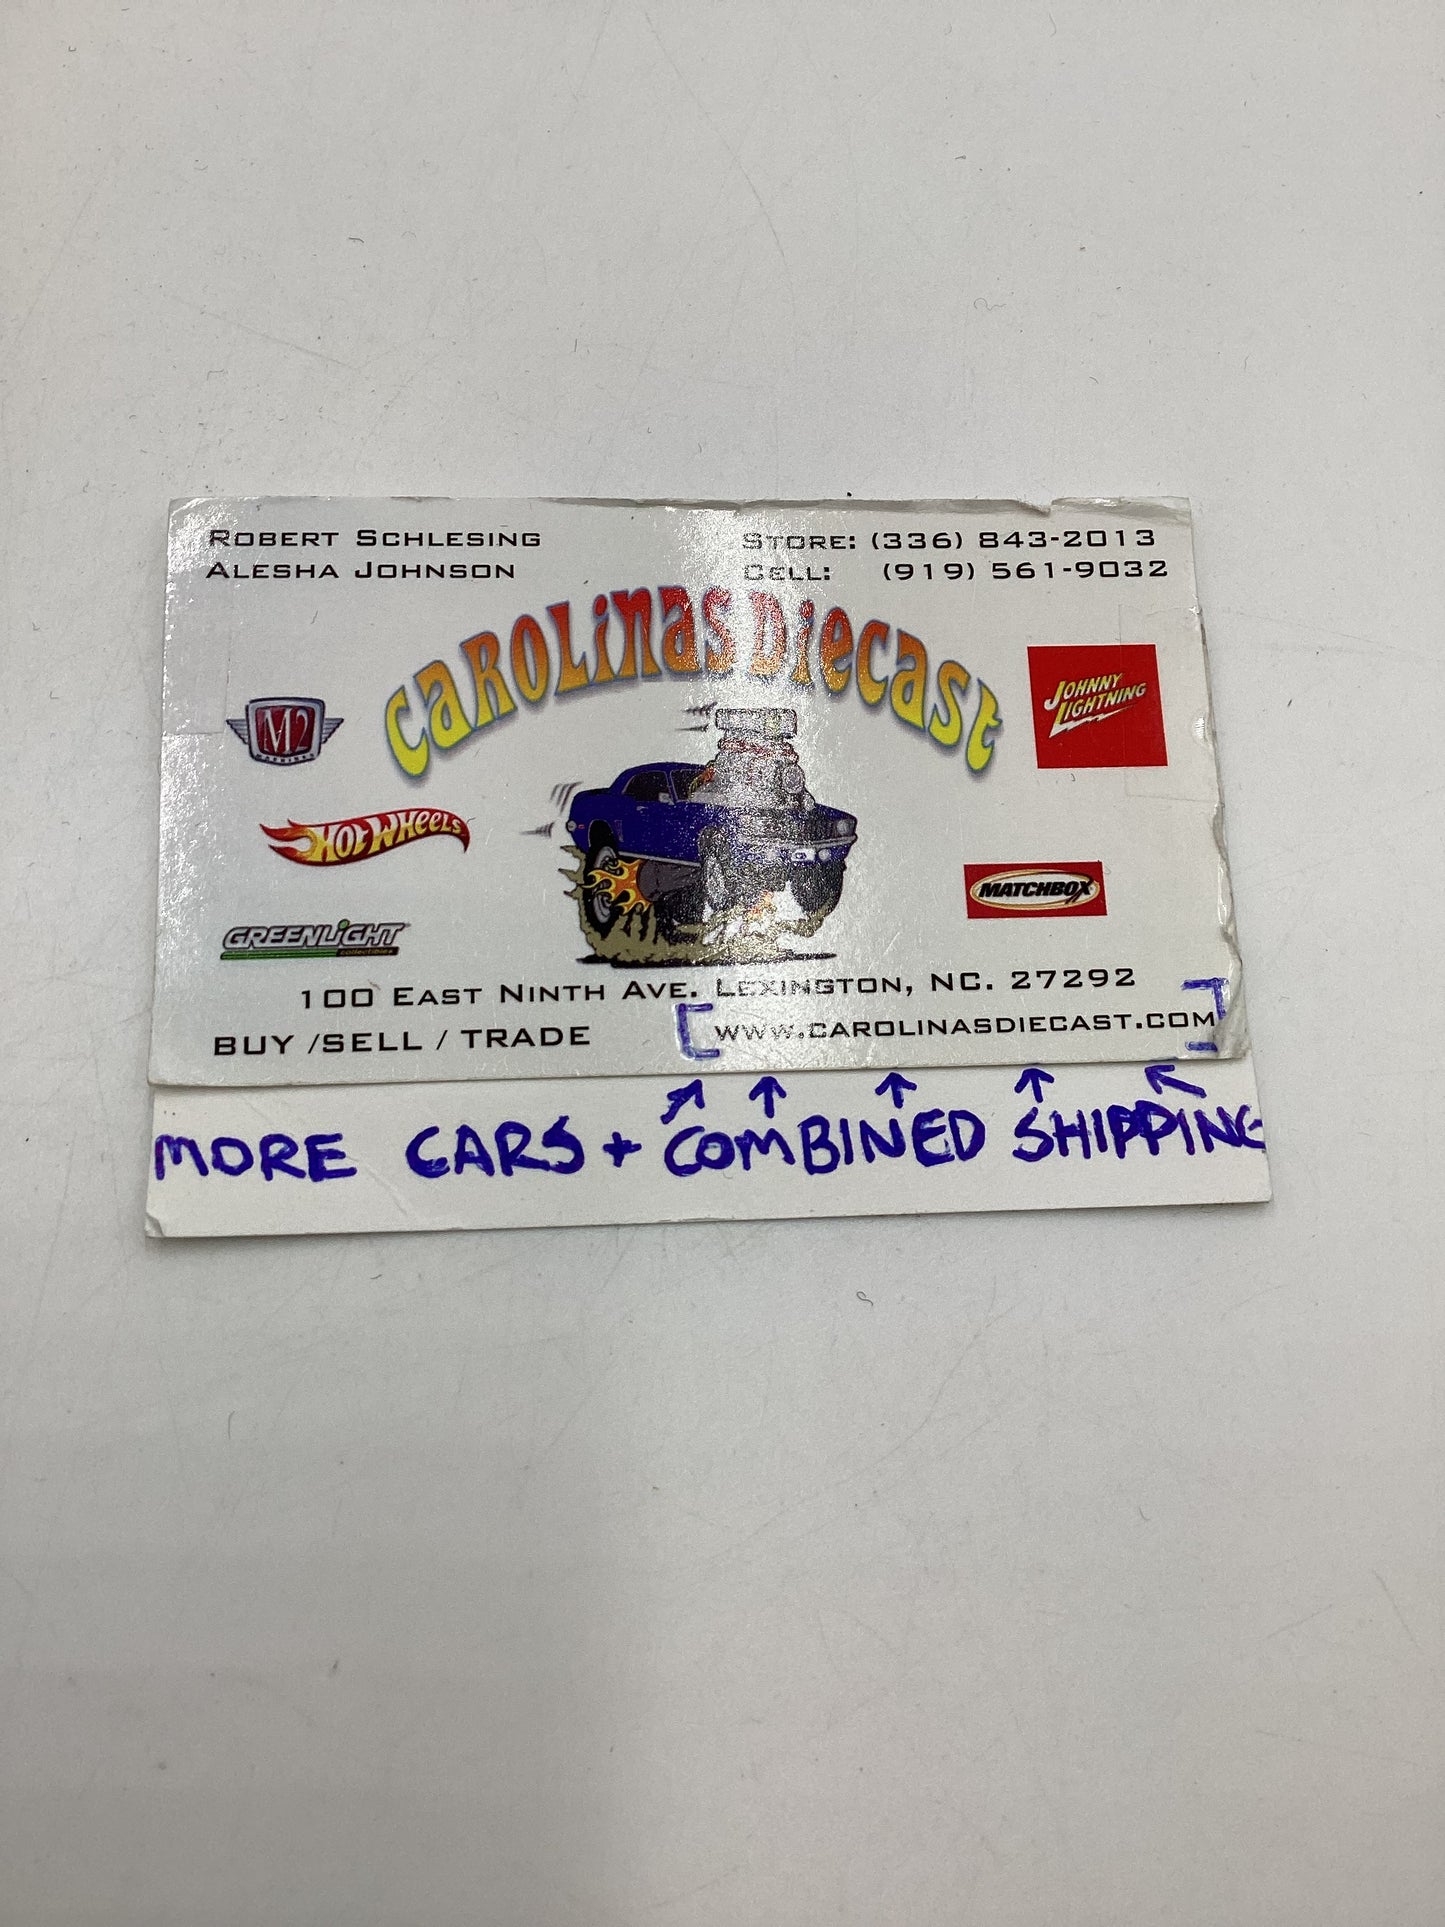 ROBERT SCHLESING
ALESHA JOHNSON
STORE: (336) 843-2013
CELL: (919) 561-9032
CAROLINAS DIECAST
M2
MACHINES
JOHNNY
LIGHTNING
HOT WHEELS
MATCHBOX
GREENLIGHT
collectibles
100 EAST NINTH AVE. LEXINGTON, NC. 27292
BUY /SELL / TRADE
WWW.CAROLINASDIECAST.COM
MORE CARS + COMBINED SHIPPING